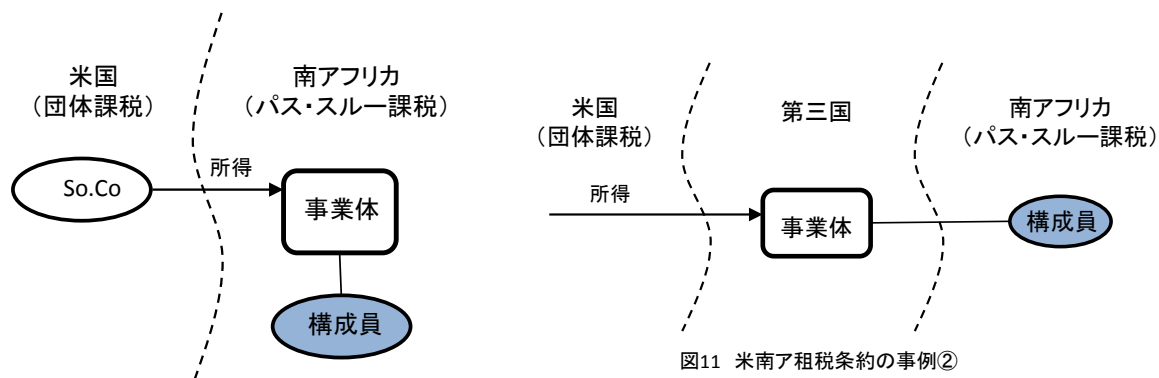 米国
（団体課税）
南アフリカ
（パス・スルー課税）
So.Co
所得
事業体
構成員
米国
（団体課税）
第三国
南アフリカ
（パス・スルー課税）
所得
事業体
構成員
図11 米南ア租税条約の事例②